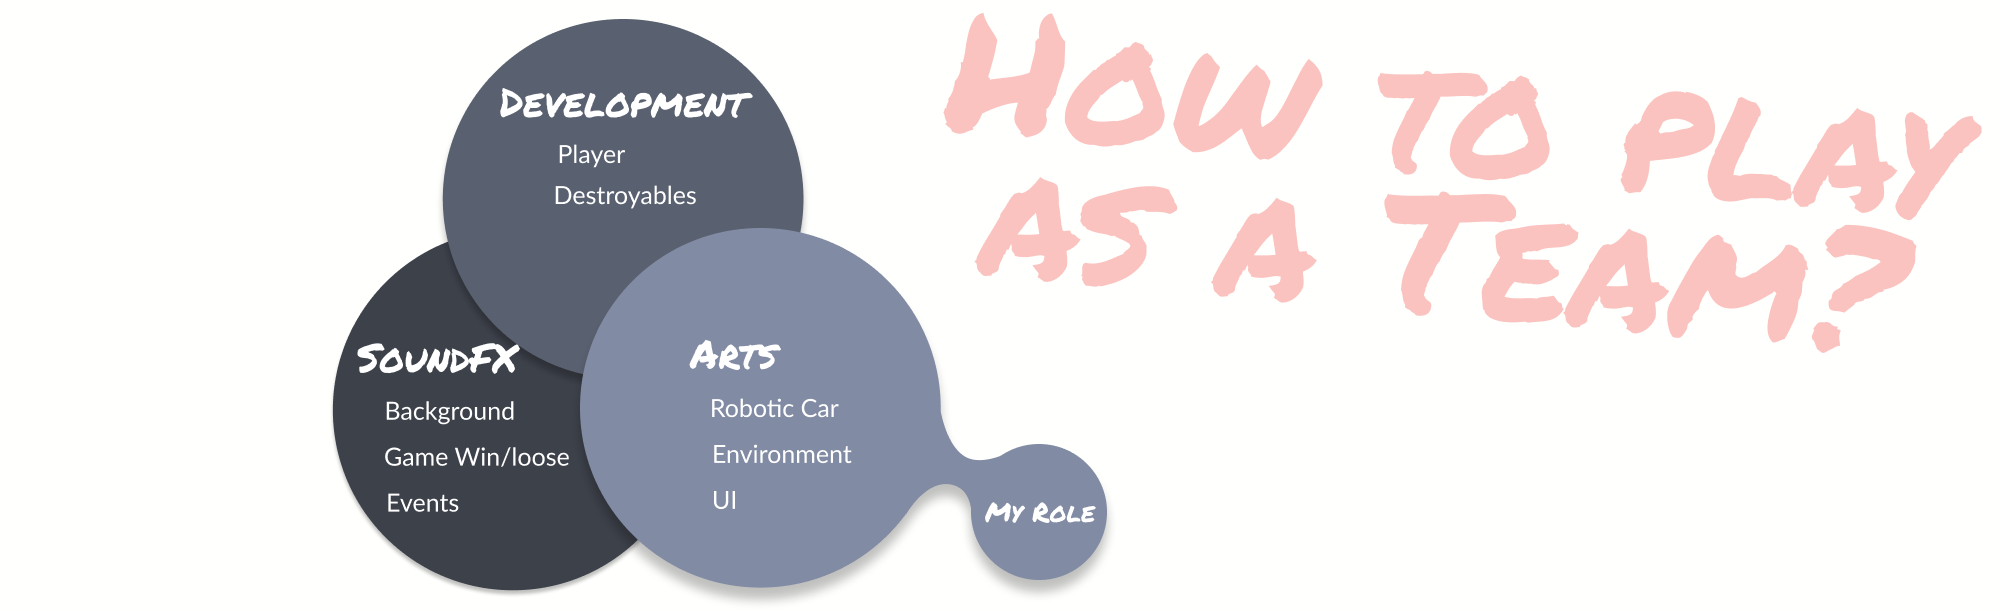 How to play
as a Team?
Development
Player
Destroyables
SoundFX
Background
Game Win/loose
Events
Arts
Robotic Car
Environment
UI
My Role